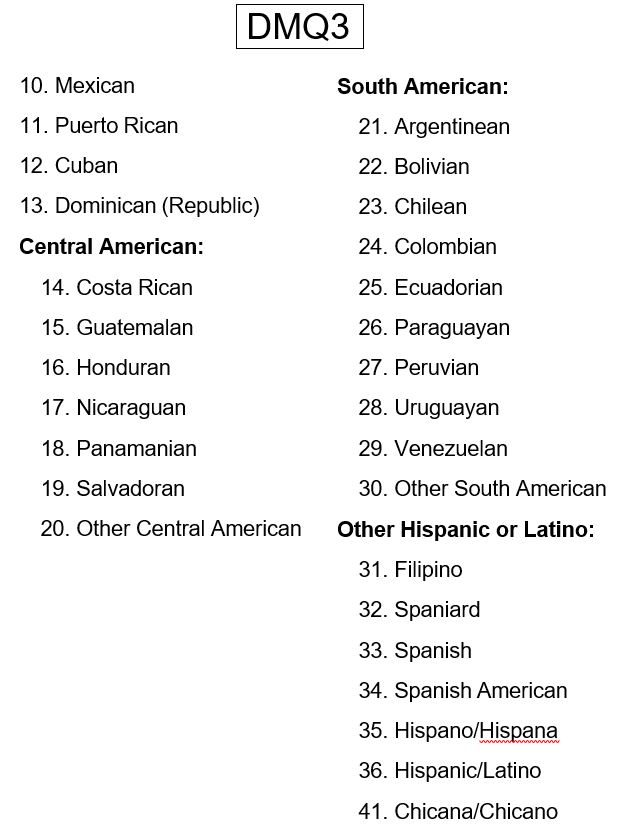 DMQ3
10. Mexican
11. Puerto Rican
12. Cuban
13. Dominican (Republic)
Central American:
14. Costa Rican
15. Guatemalan
16. Honduran
17. Nicaraguan
18. Panamanian
19. Salvadoran
20. Other Central American
South American:
21. Argentinean
22. Bolivian
23. Chilean
24. Colombian
25. Ecuadorian
26. Paraguayan
27. Peruvian
28. Uruguayan
29. Venezuelan
30. Other South American
Other Hispanic or Latino:
31. Filipino
32. Spaniard
33. Spanish
34. Spanish American
35. Hispano/Hispana
36. Hispanic/Latino
41. Chicana/Chicano